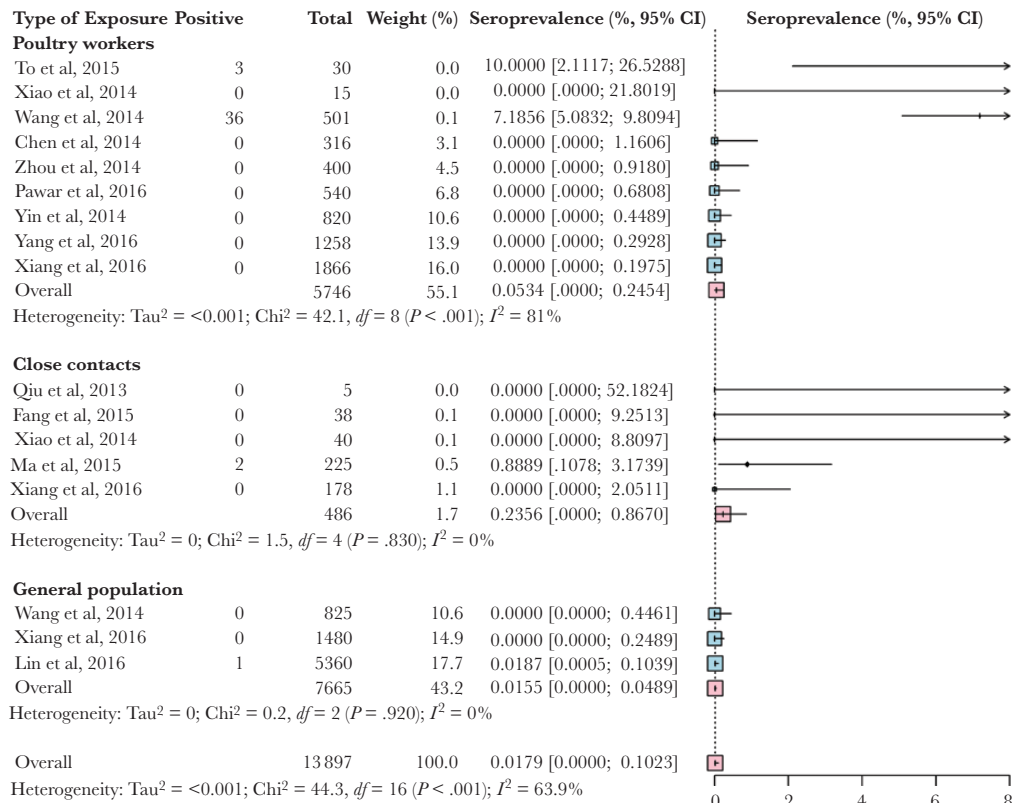 Type of Exposure Positive Total Weight (%) Seroprevalence (%, 95% CI) Seroprevalence (%, 95% CI)
Poultry workers
To et al, 2015 3 30 0.0 10.0000 [2.1117; 26.5288]
Xiao et al, 2014 0 15 0.0 0.0000 [.0000; 21.8019]
Wang et al, 2014 36 501 0.1 7.1856 [5.0832; 9.8094]
Chen et al, 2014 0 316 3.1 0.0000 [.0000; 1.1606]
Zhou et al, 2014 0 400 4.5 0.0000 [.0000; 0.9180]
Pawar et al, 2016 0 540 6.8 0.0000 [.0000; 0.6808]
Yin et al, 2014 0 820 10.6 0.0000 [.0000; 0.4489]
Yang et al, 2016 0 1258 13.9 0.0000 [.0000; 0.2928]
Xiang et al, 2016 0 1866 16.0 0.0000 [.0000; 0.1975]
Overall 5746 55.1 0.0534 [.0000; 0.2454]
Heterogeneity: Tau² = <0.001; Chi² = 42.1, df = 8 (P < .001); I² = 81%
Close contacts
Qiu et al, 2013 0 5 0.0 0.0000 [.0000; 52.1824]
Fang et al, 2015 0 38 0.1 0.0000 [.0000; 9.2513]
Xiao et al, 2014 0 40 0.1 0.0000 [.0000; 8.8097]
Ma et al, 2015 2 225 0.5 0.8889 [.1078; 3.1739]
Xiang et al, 2016 0 178 1.1 0.0000 [.0000; 2.0511]
Overall 486 1.7 0.2356 [.0000; 0.8670]
Heterogeneity: Tau² = 0; Chi² = 1.5, df = 4 (P = .830); I² = 0%
General population
Wang et al, 2014 0 825 10.6 0.0000 [0.0000; 0.4461]
Xiang et al, 2016 0 1480 14.9 0.0000 [0.0000; 0.2489]
Lin et al, 2016 1 5360 17.7 0.0187 [0.0005; 0.1039]
Overall 7665 43.2 0.0155 [0.0000; 0.0489]
Heterogeneity: Tau² = 0; Chi² = 0.2, df = 2 (P = .920); I² = 0%
Overall 13 897 100.0 0.0179 [0.0000; 0.1023]
Heterogeneity: Tau² = <0.001; Chi² = 44.3, df = 16 (P < .001); I² = 63.9%
0 2 4 6 8